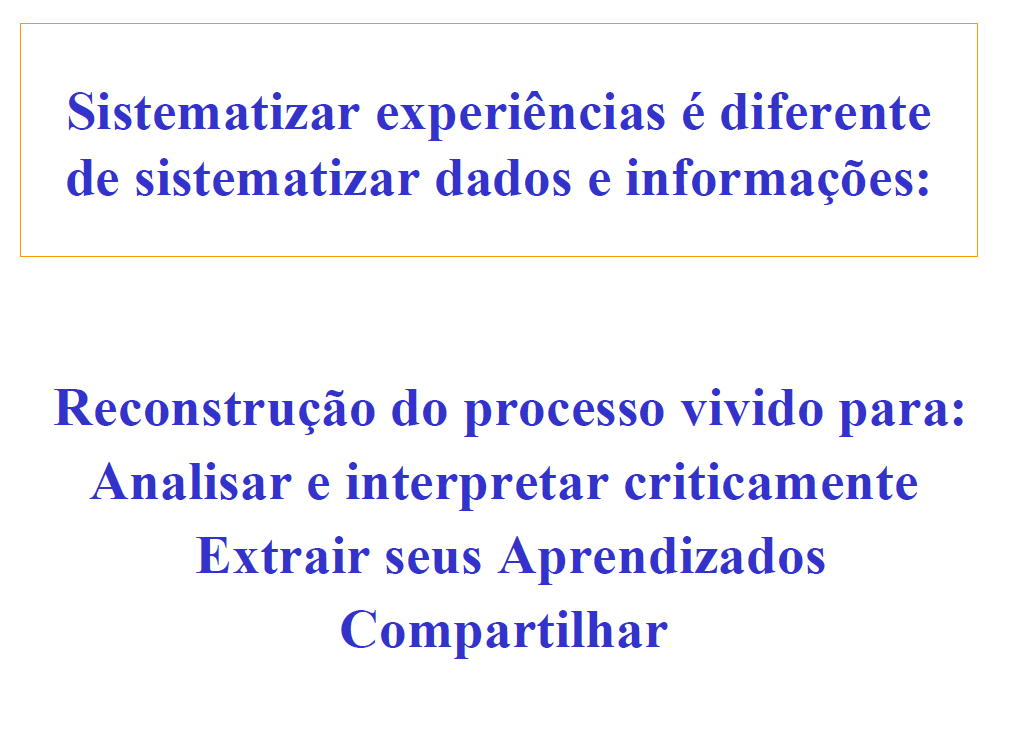 Sistematizar experiências é diferente
de sistematizar dados e informações:
Reconstrução do processo vivido para:
Analisar e interpretar criticamente
Extrair seus Aprendizados
Compartilhar